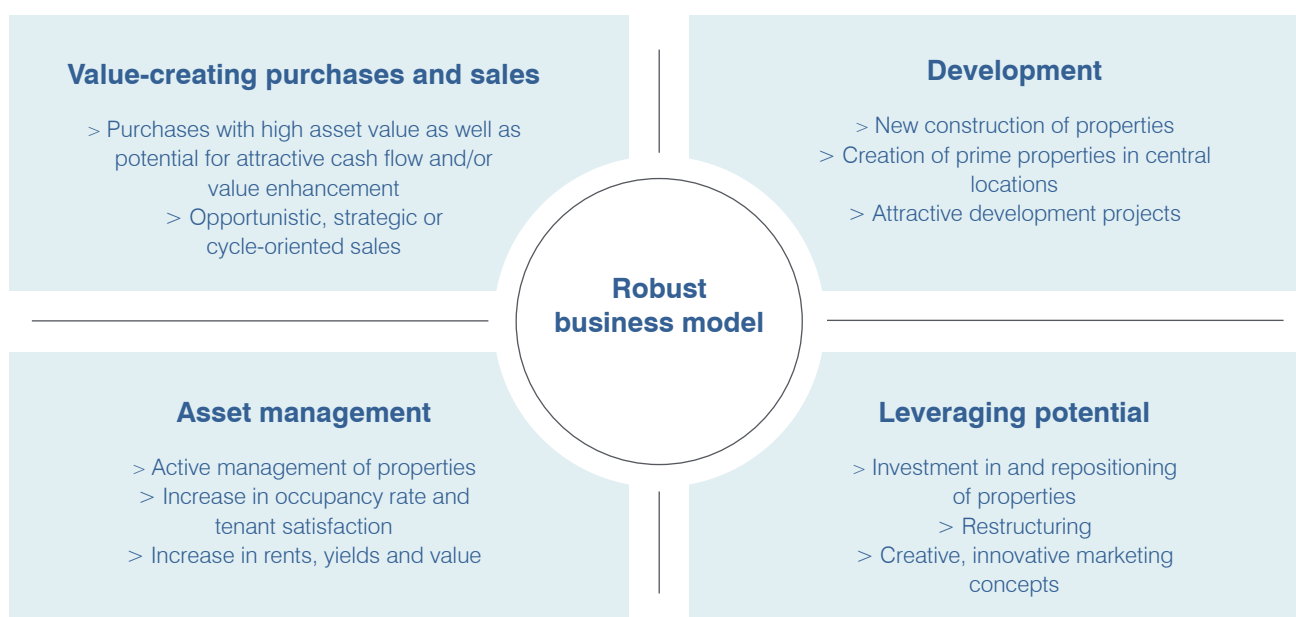 Value-creating purchases and sales
> Purchases with high asset value as well as
potential for attractive cash flow and/or
value enhancement
> Opportunistic, strategic or
cycle-oriented sales
Development
> New construction of properties
> Creation of prime properties in central
locations
> Attractive development projects
Robust
business model
Asset management
> Active management of properties
> Increase in occupancy rate and
tenant satisfaction
> Increase in rents, yields and value
Leveraging potential
> Investment in and repositioning
of properties
> Restructuring
> Creative, innovative marketing
concepts